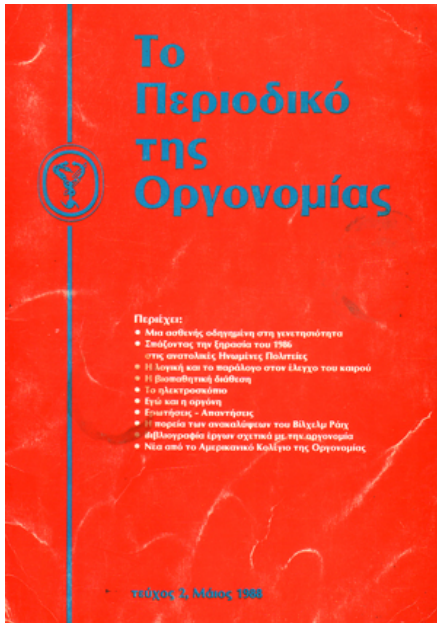 Το
Περιοδικό
της
Οργονομίας
Περιέχει:
Μια ασθενής οδηγημένη στη γενετησιότητα
Σπάζοντας την ξηρασία του 1986
στις ανατολικές Ηνωμένες Πολιτείες
Η λογική και το παράλογο στον έλεγχο του καιρού
Η βιοπαθητική διάθεση
Το ηλεκτροσκόπιο
Εγώ και η οργόνη
Ερωτήσεις - Απαντήσεις
Η πορεία των ανακαλύψεων του Βίλχελμ Ράιχ
Βιβλιογραφία έργων σχετικά με την οργονομία
Νέα από το Αμερικανικό Κολέγιο της Οργονομίας
τεύχος Μάιος 1988